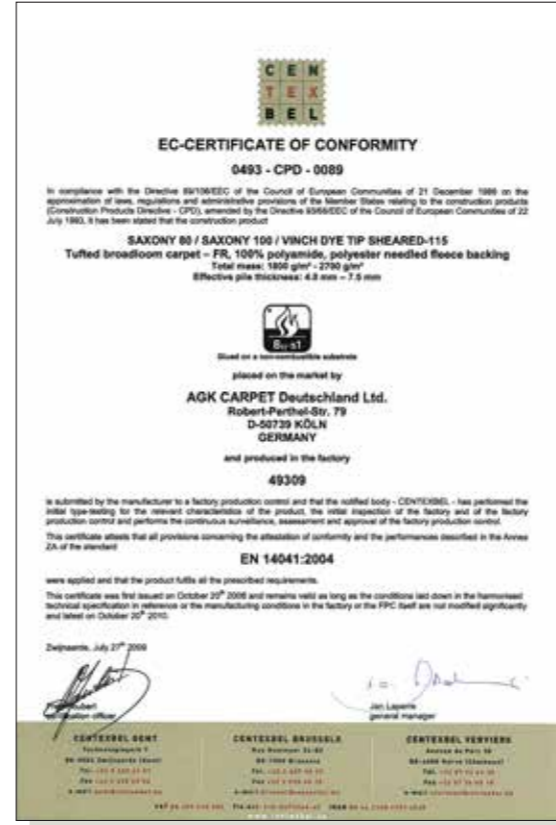 CEN
TEX
BEL
EC-CERTIFICATE OF CONFORMITY
0493 - CPD - 0089
In compliance with the Directive 89/106/EEC of the Council of European Communities of 21 December 1988 on the
approximation of laws, regulations and administrative provisions of the Member States relating to the construction products
(Construction Products Directive - CPD), amended by the Directive 93/68/EEC of the Council of European Communities of 22
July 1993, it has been stated that the construction product
SAXONY 80 / SAXONY 100 / VINCH DYE TIP SHEARED-115
Tufted broadloom carpet – FR, 100% polyamide, polyester needled fleece backing
Total mass: 1800 g/m² - 2700 g/m²
Effective pile thickness: 4.8 mm – 7.5 mm
Bfl-s1
Glued on a non-combustible substrate
placed on the market by
AGK CARPET Deutschland Ltd.
Robert-Perthel-Str. 79
D-50739 KÖLN
GERMANY
and produced in the factory
49309
is submitted by the manufacturer to a factory production control and that the notified body - CENTEXBEL - has performed the
initial type-testing for the relevant characteristics of the product, the initial inspection of the factory and of the factory
production control and performs the continuous surveillance, assessment and approval of the factory production control.
This certificate attests that all provisions concerning the attestation of conformity and the performances described in the Annex
ZA of the standard
EN 14041:2004
were applied and that the product fulfils all the prescribed requirements.
This certificate was first issued on October 20th 2008 and remains valid as long as the conditions laid down in the harmonised
technical specification in reference or the manufacturing conditions in the factory or the FPC itself are not modified significantly
and latest on October 20th 2010.
Zwijnaarde, July 27th 2009
officer
Jan Laperre
general manager
CENTEXBEL GENT
CENTEXBEL BRUSSELS
CENTEXBEL VERVIERS
Technologiepark 7